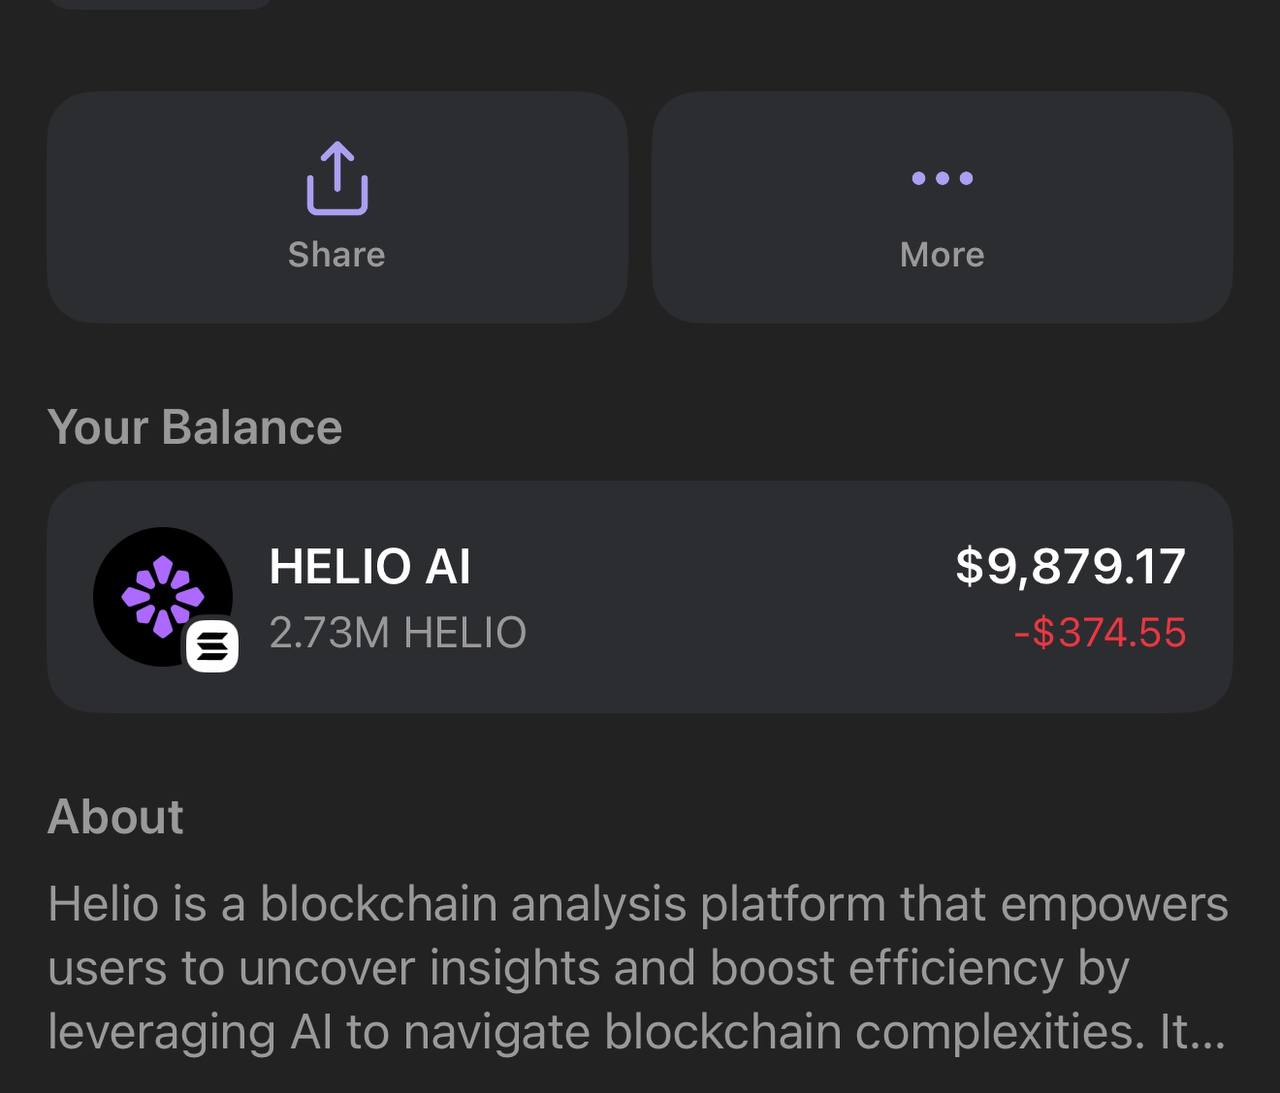 Share
More
Your Balance
HELIO AI
$9,879.17
2.73M HELIO
-$374.55
About
Helio is a blockchain analysis platform that empowers
users to uncover insights and boost efficiency by
leveraging AI to navigate blockchain complexities. It...